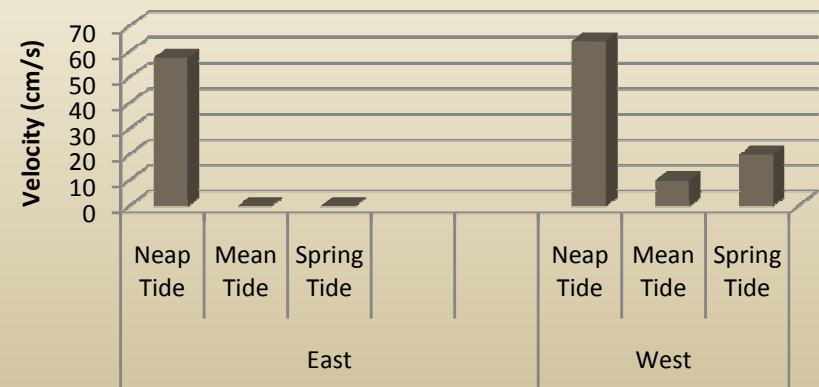 Velocity (cm/s)
70
60
50
40
30
20
10
0
Neap
Tide
Mean
Tide
Spring
Tide
Neap
Tide
Mean
Tide
Spring
Tide
East
West